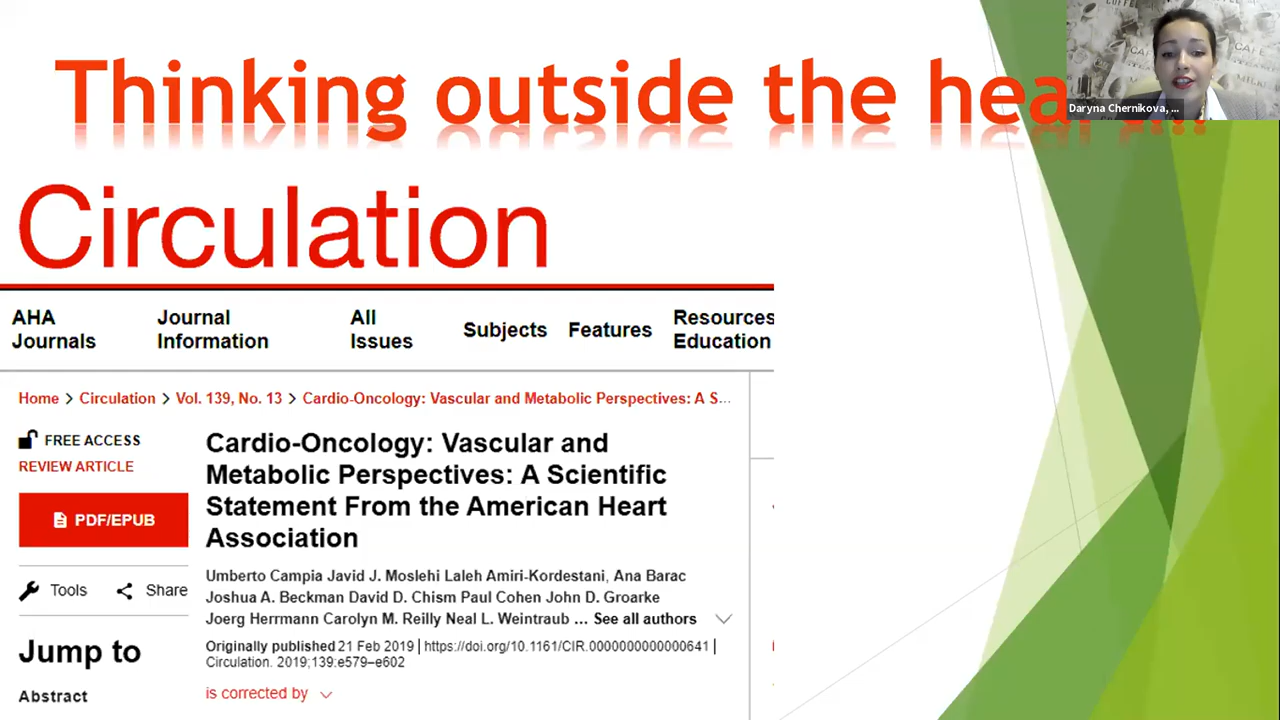 Thinking outside the hea
Daryna Chernikova, ...
Circulation
AHA Journals
Journal Information
All Issues
Subjects
Features
Resources Education
Home > Circulation > Vol. 139, No. 13 > Cardio-Oncology: Vascular and Metabolic Perspectives: A S...
FREE ACCESS
REVIEW ARTICLE
PDF/EPUB
Tools
Share
Jump to
Abstract
Cardio-Oncology: Vascular and
Metabolic Perspectives: A Scientific
Statement From the American Heart
Association
Umberto Campia Javid J. Moslehi Laleh Amiri-Kordestani, Ana Barac
Joshua A. Beckman David D. Chism Paul Cohen John D. Groarke
Joerg Herrmann Carolyn M. Reilly Neal L. Weintraub ... See all authors
Originally published 21 Feb 2019 | https://doi.org/10.1161/CIR.0000000000000641 |
Circulation. 2019;139:e579–e602
is corrected by